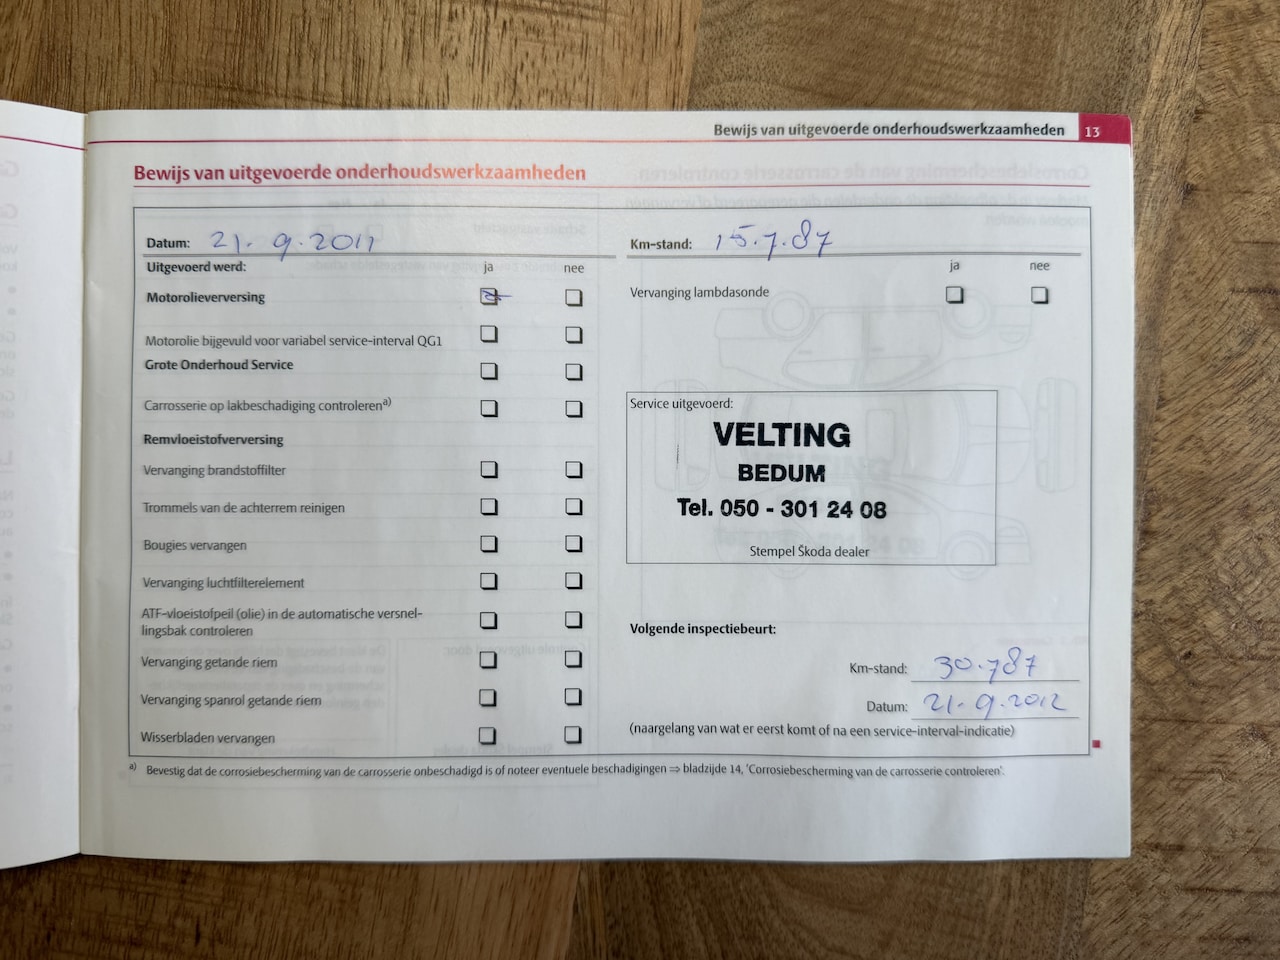 Bewijs van uitgevoerde onderhoudswerkzaamheden 13
Bewijs van uitgevoerde onderhoudswerkzaamheden
Datum: 21.9.2011
Uitgevoerd werd: ja nee
Motorolieverversing
Motorolie bijgevuld voor variabel service-interval QG1
Grote Onderhoud Service
Carrosserie op lakbeschadiging controleren a)
Remvloeistofverversing
Vervanging brandstoffilter
Trommels van de achterrem reinigen
Bougies vervangen
Vervanging luchtfilterelement
ATF-vloeistofpeil (olie) in de automatische versnel-
lingsbak controleren
Vervanging getande riem
Vervanging spanrol getande riem
Wisserbladen vervangen
Km-stand: 15.787
ja nee
Vervanging lambdasonde
Service uitgevoerd:
VELTING
BEDUM
Tel. 050 - 301 24 08
Stempel Škoda dealer
Volgende inspectiebeurt:
Km-stand: 30.787
Datum: 21.9.2012
(naargelang van wat er eerst komt of na een service-interval-indicatie)
a) Bevestig dat de corrosiebescherming van de carrosserie onbeschadigd is of noteer eventuele beschadigingen ⇒ bladzijde 14, 'Corrosiebescherming van de carrosserie controleren'.